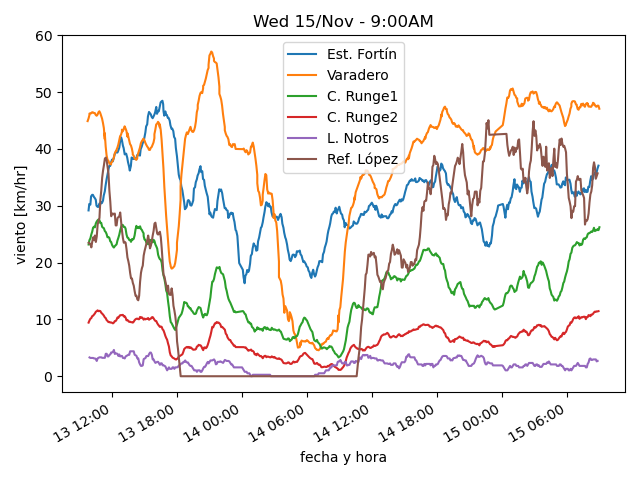 Wed 15/Nov - 9:00AM
Est. Fortín
Varadero
C. Runge1
C. Runge2
L. Notros
Ref. López
viento [km/hr]
60
50
40
30
20
10
0
13 12:00
13 18:00
14 00:00
14 06:00
14 12:00
14 18:00
15 00:00
15 06:00
fecha y hora